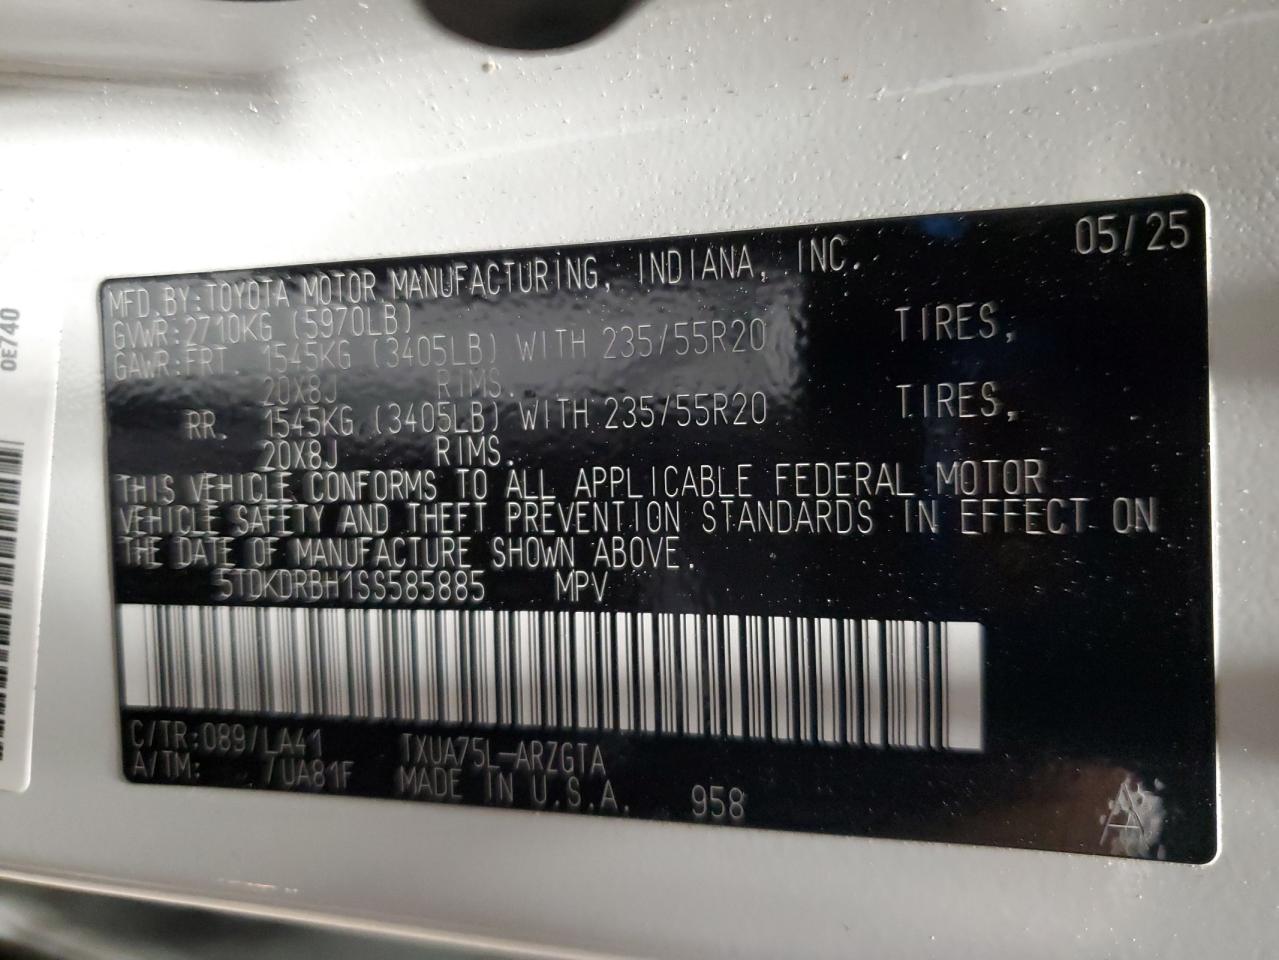 05/25
MFD.BY:TOYOTA MOTOR MANUFACTURING, INDIANA, INC.
GVWR:2710KG (5970LB)
GAWR:FRT. 1545KG (3405LB) WITH 235/55R20 TIRES,
20X8J RIMS.
RR. 1545KG (3405LB) WITH 235/55R20 TIRES,
20X8J RIMS.
THIS VEHICLE CONFORMS TO ALL APPLICABLE FEDERAL MOTOR
VEHICLE SAFETY AND THEFT PREVENTION STANDARDS IN EFFECT ON
THE DATE OF MANUFACTURE SHOWN ABOVE.
5TDKDRBH1SS585885 MPV
C/TR:089/LA41 TXUA75L-ARZGTA
A/TM: /UA81F MADE IN U.S.A. 958
0E740